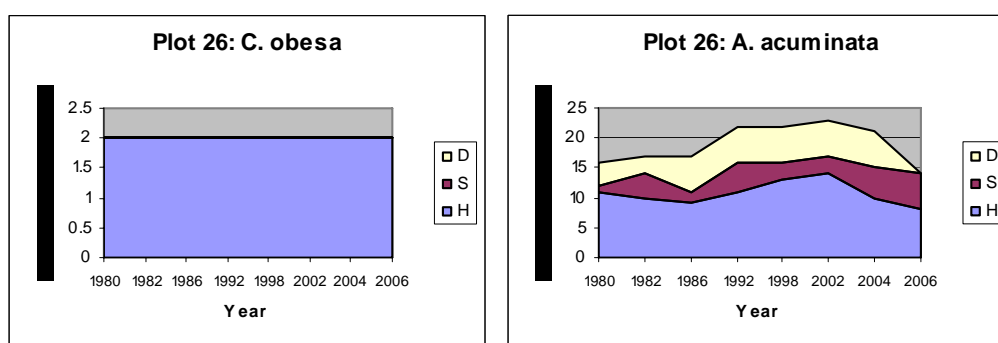 Plot 26: C. obesa
2.5
2
1.5
1
0.5
0
1980 1982 1986 1992 1998 2002 2004 2006
Year
D
S
H
Plot 26: A. acuminata
25
20
15
10
5
0
1980 1982 1986 1992 1998 2002 2004 2006
Year
D
S
H